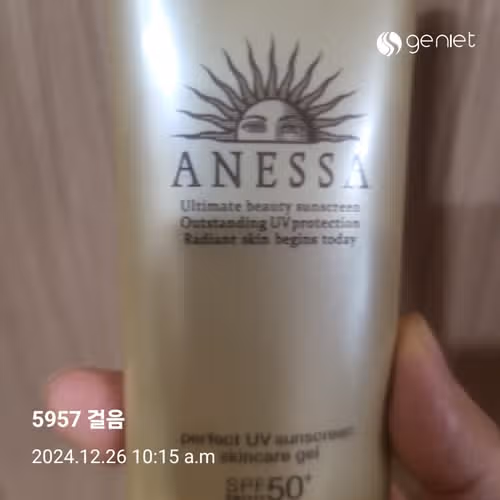 geniet
ANESSA
Ultimate beauty sunscreen
Outstanding UV protection
Radiant skin begins today
5957 걸음
2024.12.26 10:15 a.m
perfect UV sunscreen
skincare gel
SPF50+